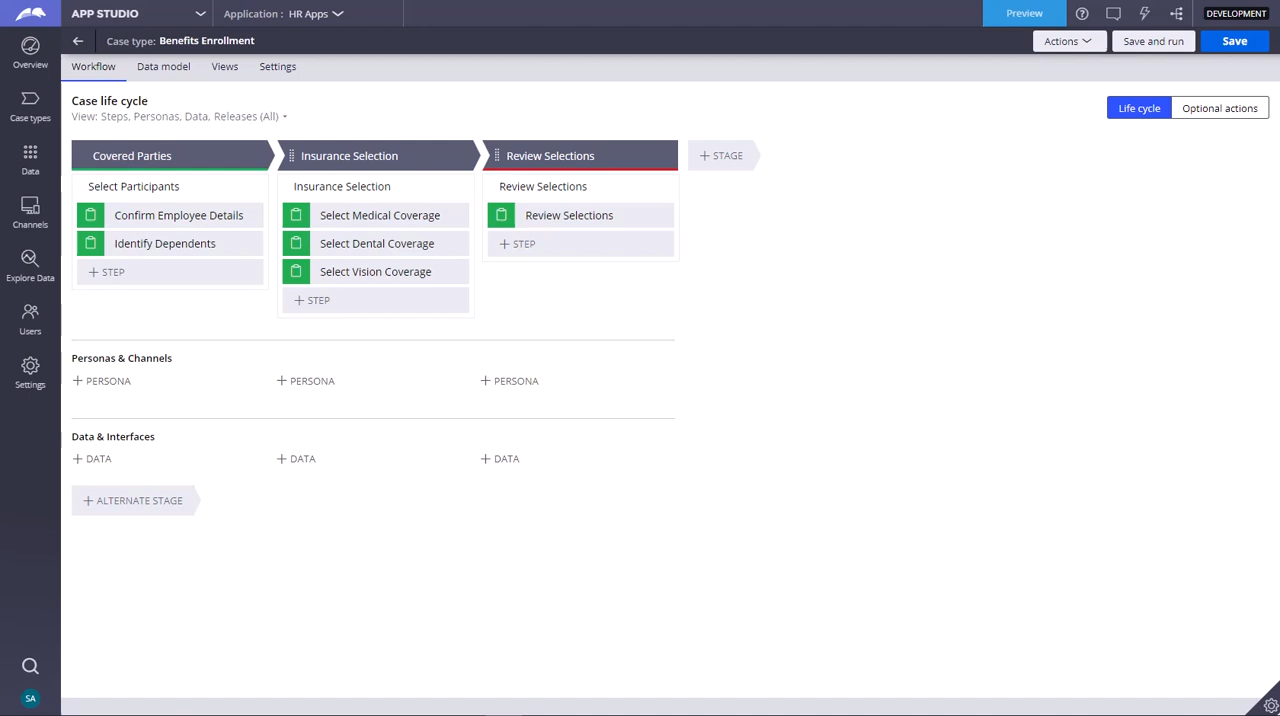 APP STUDIO
Application : HR Apps
Preview
DEVELOPMENT
Case type: Benefits Enrollment
Actions
Save and run
Save
Overview
Case types
Data
Channels
Explore Data
Users
Settings
SA
Workflow
Data model
Views
Settings
Case life cycle
View: Steps, Personas, Data, Releases (All)
Life cycle
Optional actions
Covered Parties
Insurance Selection
Review Selections
+ STAGE
Select Participants
Confirm Employee Details
Identify Dependents
+ STEP
Insurance Selection
Select Medical Coverage
Select Dental Coverage
Select Vision Coverage
+ STEP
Review Selections
Review Selections
+ STEP
Personas & Channels
+ PERSONA
+ PERSONA
+ PERSONA
Data & Interfaces
+ DATA
+ DATA
+ DATA
+ ALTERNATE STAGE